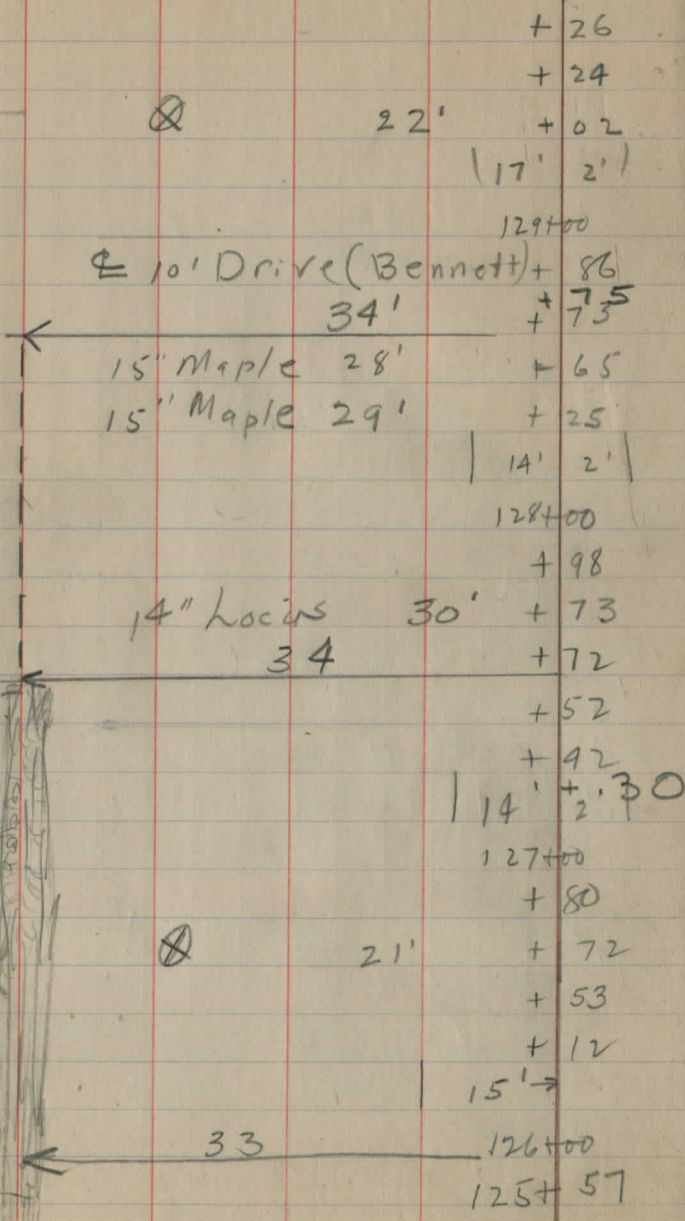 + 26
+ 24
22' + 02
17' 2'
129+00
℄ 10' Drive (Bennett) + 86
+ 75
34' + 73
15" Maple 28' + 65
15" Maple 29' + 25
14' 2'
128+00
+ 98
14" Locus 30' + 73
34 + 72
+ 52
+ 42
+ 30
14' 2'
127+00
+ 80
21' + 72
+ 53
+ 12
15'
33 126+00
125+ 57